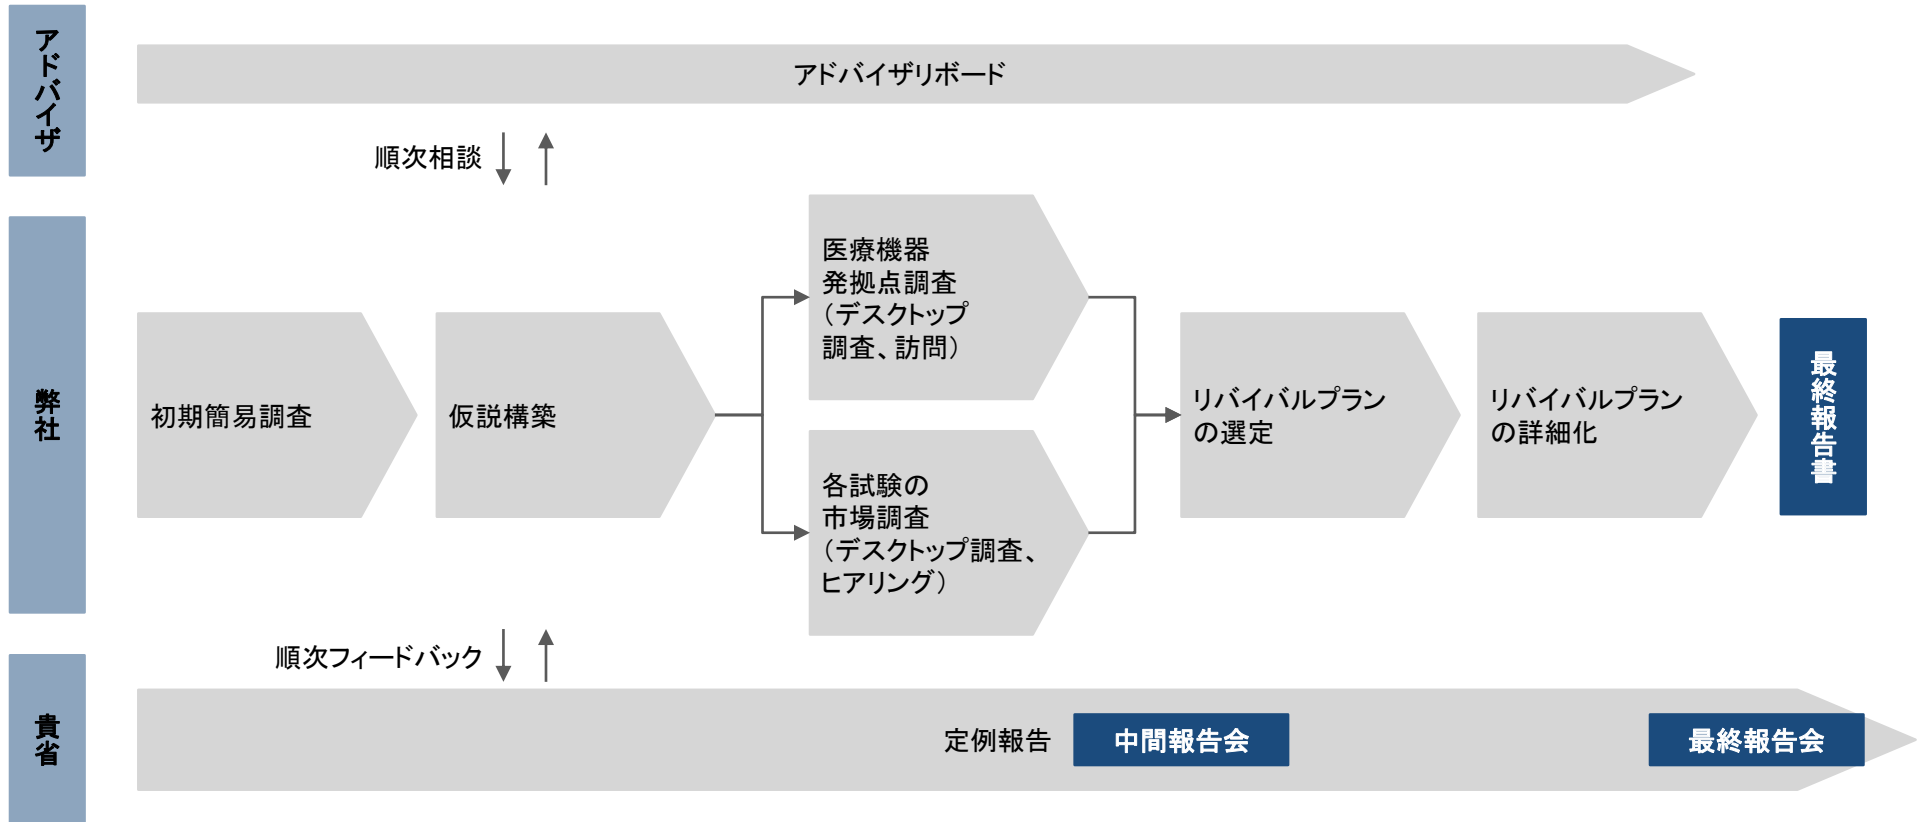 アドバイザ
アドバイザリボード
順次相談
弊社
初期簡易調査
仮説構築
医療機器
発拠点調査
（デスクトップ
調査、訪問）
各試験の
市場調査
（デスクトップ調査、
ヒアリング）
リバイバルプラン
の選定
リバイバルプラン
の詳細化
最終報告書
順次フィードバック
貴省
定例報告
中間報告会
最終報告会